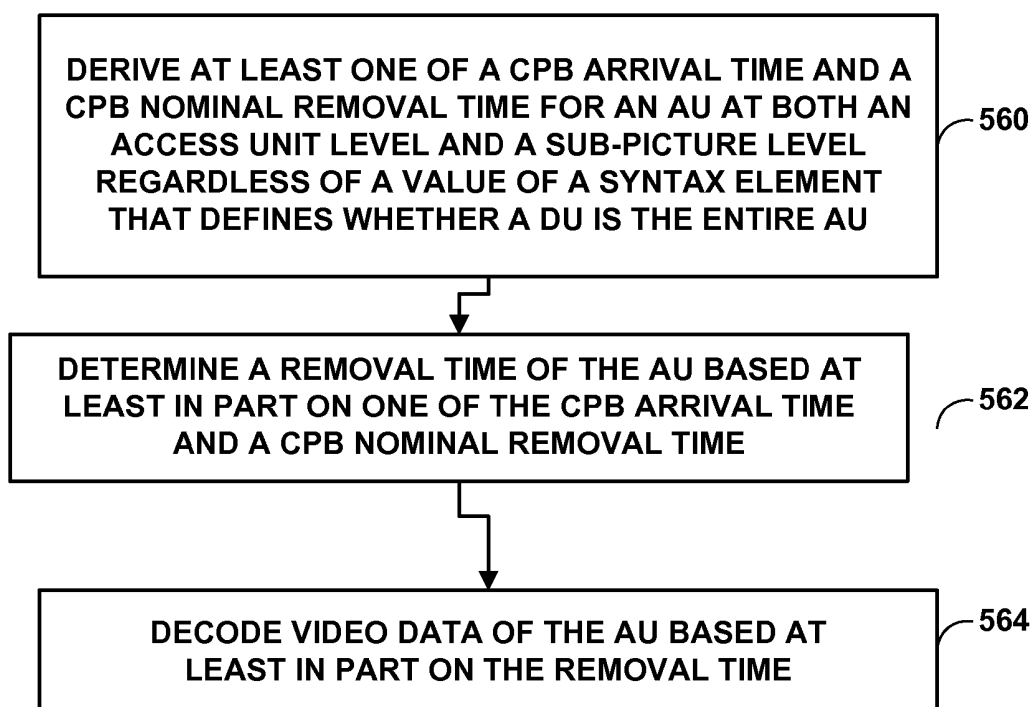 DERIVE AT LEAST ONE OF A CPB ARRIVAL TIME AND A
CPB NOMINAL REMOVAL TIME FOR AN AU AT BOTH AN
ACCESS UNIT LEVEL AND A SUB-PICTURE LEVEL
REGARDLESS OF A VALUE OF A SYNTAX ELEMENT
THAT DEFINES WHETHER A DU IS THE ENTIRE AU
560
DETERMINE A REMOVAL TIME OF THE AU BASED AT
LEAST IN PART ON ONE OF THE CPB ARRIVAL TIME
AND A CPB NOMINAL REMOVAL TIME
562
DECODE VIDEO DATA OF THE AU BASED AT
LEAST IN PART ON THE REMOVAL TIME
564